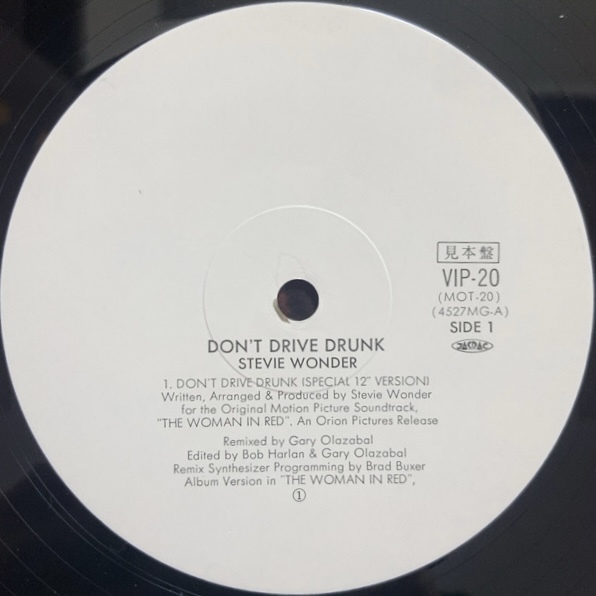 見本盤
VIP-20
(MOT-20)
(4527MG-A)
SIDE 1
JASRAC
DON'T DRIVE DRUNK
STEVIE WONDER
1. DON'T DRIVE DRUNK (SPECIAL 12" VERSION)
Written, Arranged & Produced by Stevie Wonder
for the Original Motion Picture Soundtrack,
"THE WOMAN IN RED". An Orion Pictures Release
Remixed by Gary Olazabal
Edited by Bob Harlan & Gary Olazabal
Remix Synthesizer Programming by Brad Buxer
Album Version in "THE WOMAN IN RED",
①